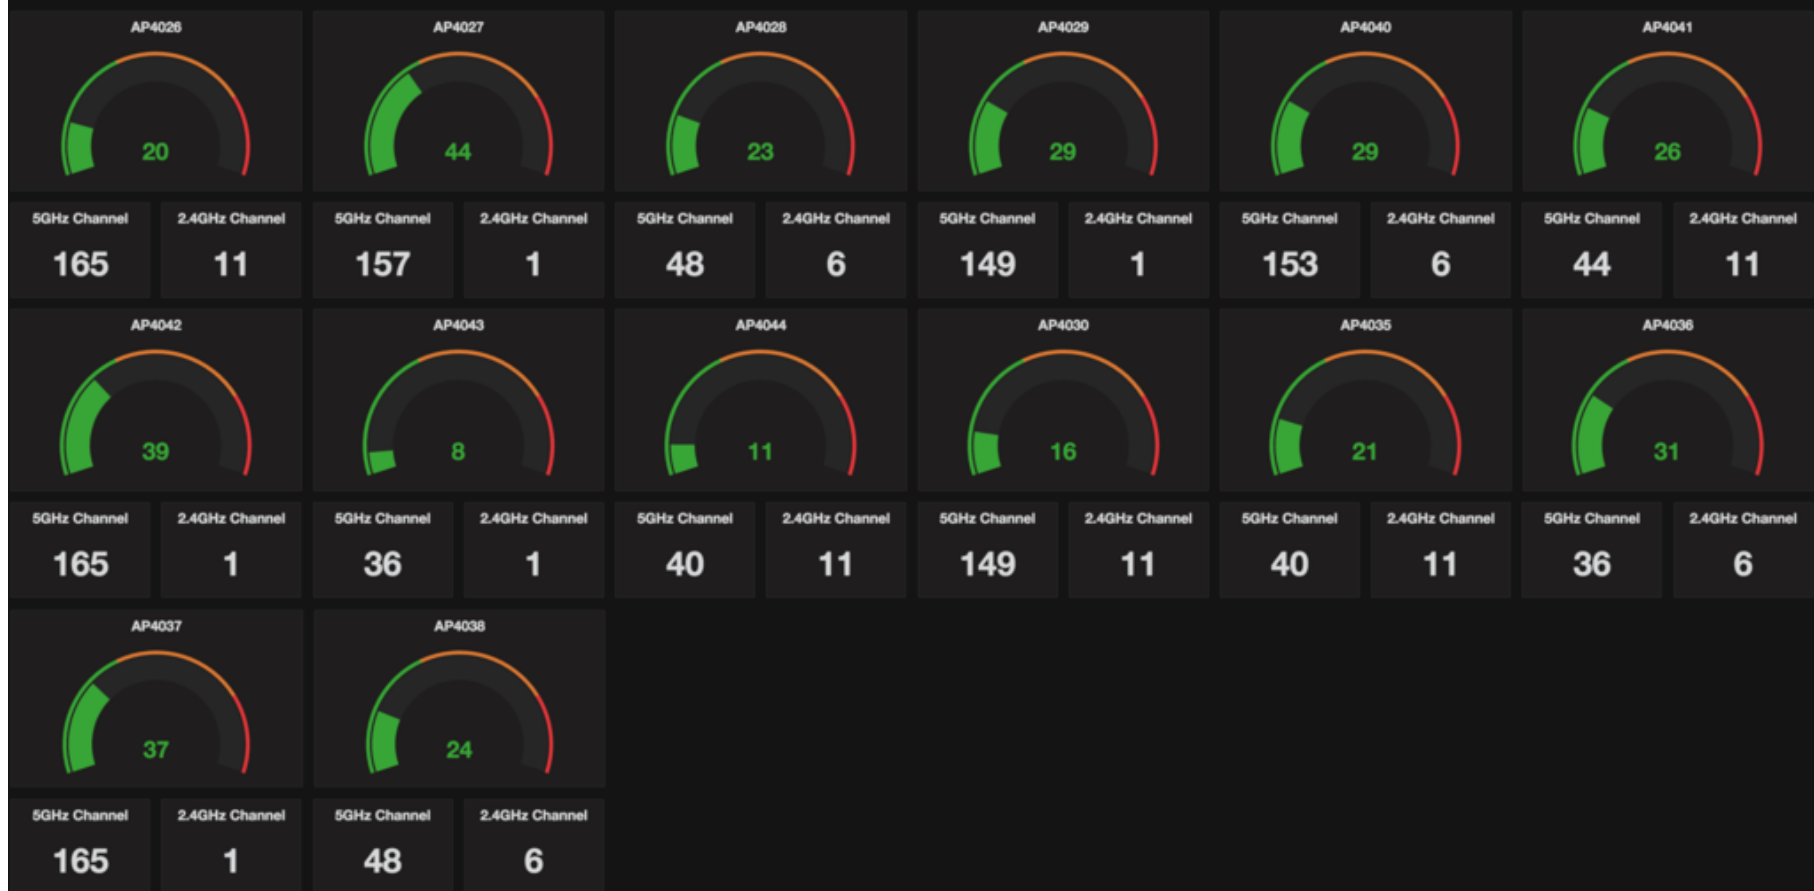 AP4026 AP4027 AP4028 AP4029 AP4040 AP4041
20 44 23 29 29 26
5GHz Channel 2.4GHz Channel 5GHz Channel 2.4GHz Channel 5GHz Channel 2.4GHz Channel 5GHz Channel 2.4GHz Channel 5GHz Channel 2.4GHz Channel 5GHz Channel 2.4GHz Channel
165 11 157 1 48 6 149 1 153 6 44 11
AP4042 AP4043 AP4044 AP4030 AP4035 AP4036
39 8 11 16 21 31
5GHz Channel 2.4GHz Channel 5GHz Channel 2.4GHz Channel 5GHz Channel 2.4GHz Channel 5GHz Channel 2.4GHz Channel 5GHz Channel 2.4GHz Channel 5GHz Channel 2.4GHz Channel
165 1 36 1 40 11 149 11 40 11 36 6
AP4037 AP4038
37 24
5GHz Channel 2.4GHz Channel 5GHz Channel 2.4GHz Channel
165 1 48 6